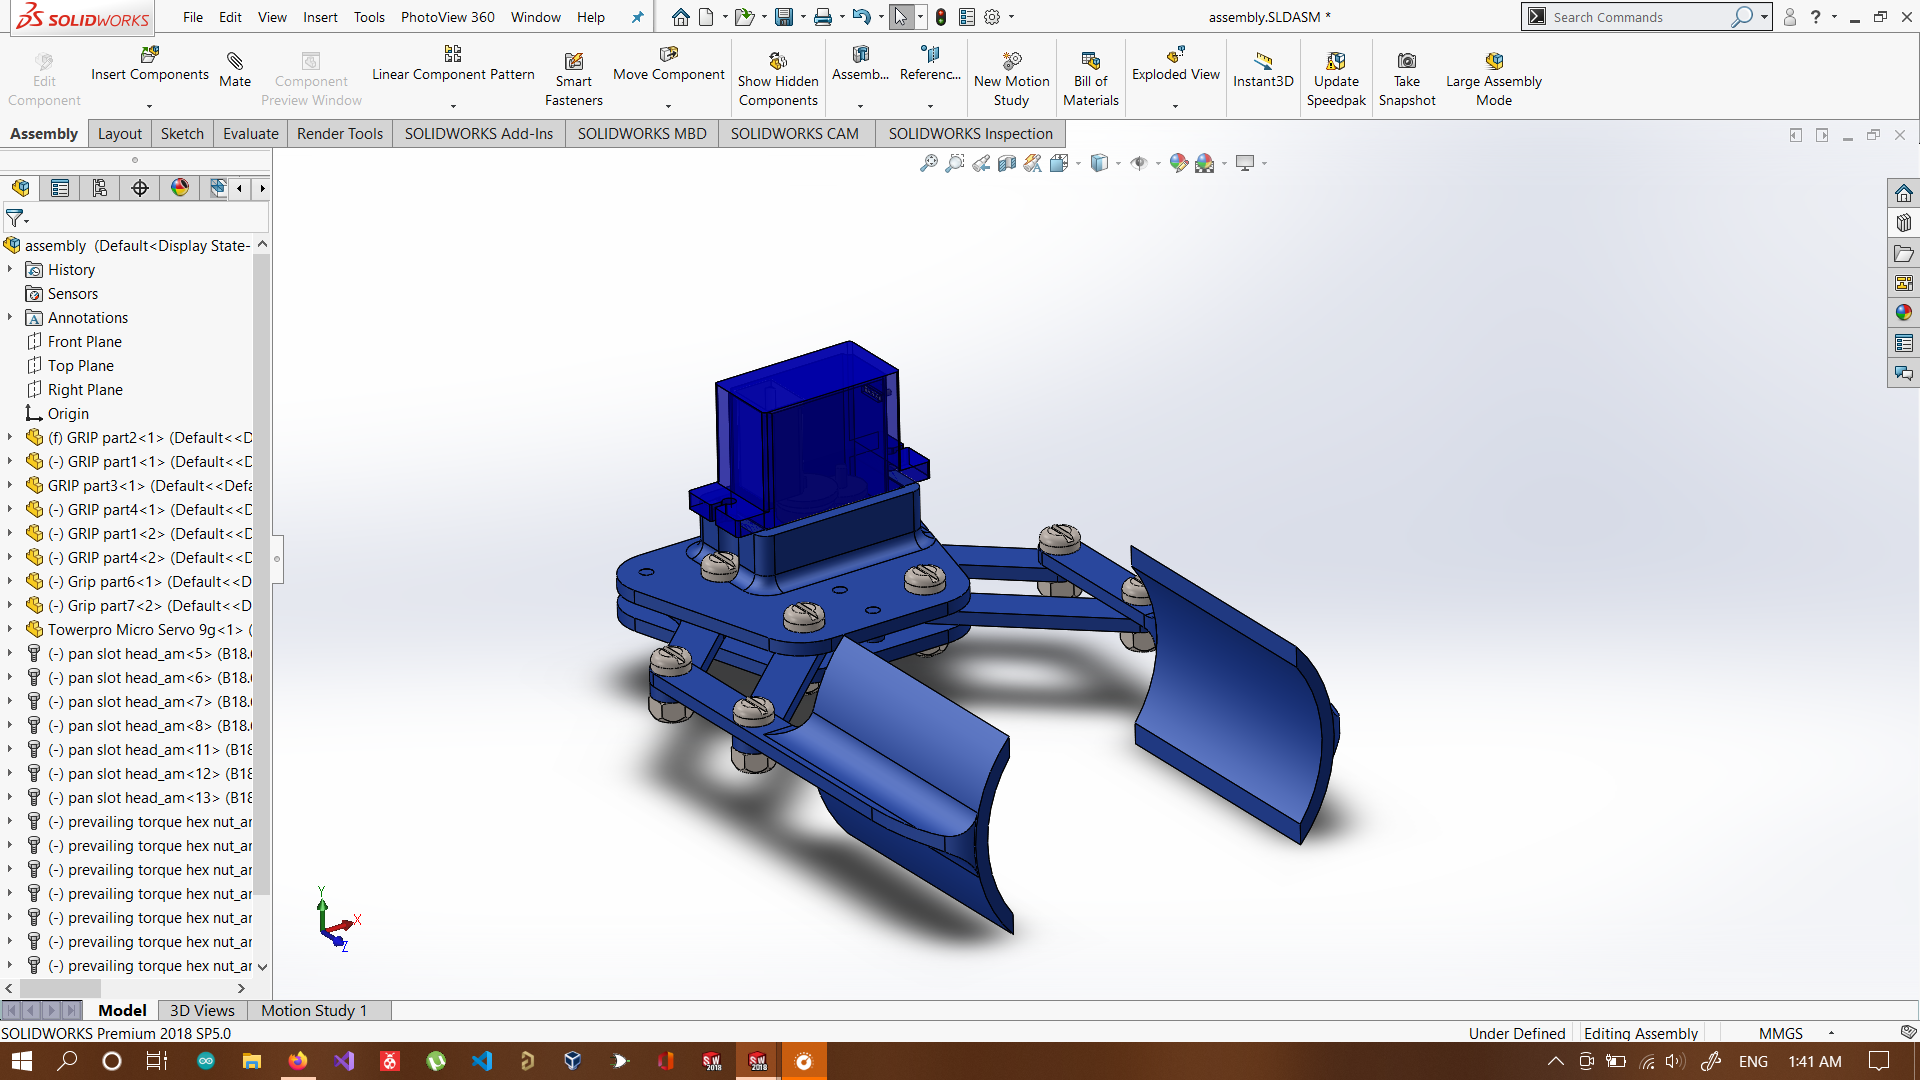 SOLIDWORKS
File Edit View Insert Tools PhotoView 360 Window Help
assembly.SLDASM *
Search Commands
Edit Component
Insert Components
Mate
Component Preview Window
Linear Component Pattern
Smart Fasteners
Move Component
Show Hidden Components
Assemb...
Referenc...
New Motion Study
Bill of Materials
Exploded View
Instant3D
Update Speedpak
Take Snapshot
Large Assembly Mode
Assembly Layout Sketch Evaluate Render Tools SOLIDWORKS Add-Ins SOLIDWORKS MBD SOLIDWORKS CAM SOLIDWORKS Inspection
assembly (Default<Display State-
History
Sensors
Annotations
Front Plane
Top Plane
Right Plane
Origin
(f) GRIP part2<1> (Default<<D
(-) GRIP part1<1> (Default<<D
GRIP part3<1> (Default<<Defa
(-) GRIP part4<1> (Default<<D
(-) GRIP part1<2> (Default<<D
(-) GRIP part4<2> (Default<<D
(-) Grip part6<1> (Default<<D
(-) Grip part7<2> (Default<<D
Towerpro Micro Servo 9g<1> (
(-) pan slot head_am<5> (B18.
(-) pan slot head_am<6> (B18.
(-) pan slot head_am<7> (B18.
(-) pan slot head_am<8> (B18.
(-) pan slot head_am<11> (B18
(-) pan slot head_am<12> (B18
(-) pan slot head_am<13> (B18
(-) prevailing torque hex nut_ar
(-) prevailing torque hex nut_ar
(-) prevailing torque hex nut_ar
(-) prevailing torque hex nut_ar
(-) prevailing torque hex nut_ar
(-) prevailing torque hex nut_ar
(-) prevailing torque hex nut_ar
Y
X
Z
Model 3D Views Motion Study 1
SOLIDWORKS Premium 2018 SP5.0
Under Defined Editing Assembly MMGS
ENG 1:41 AM